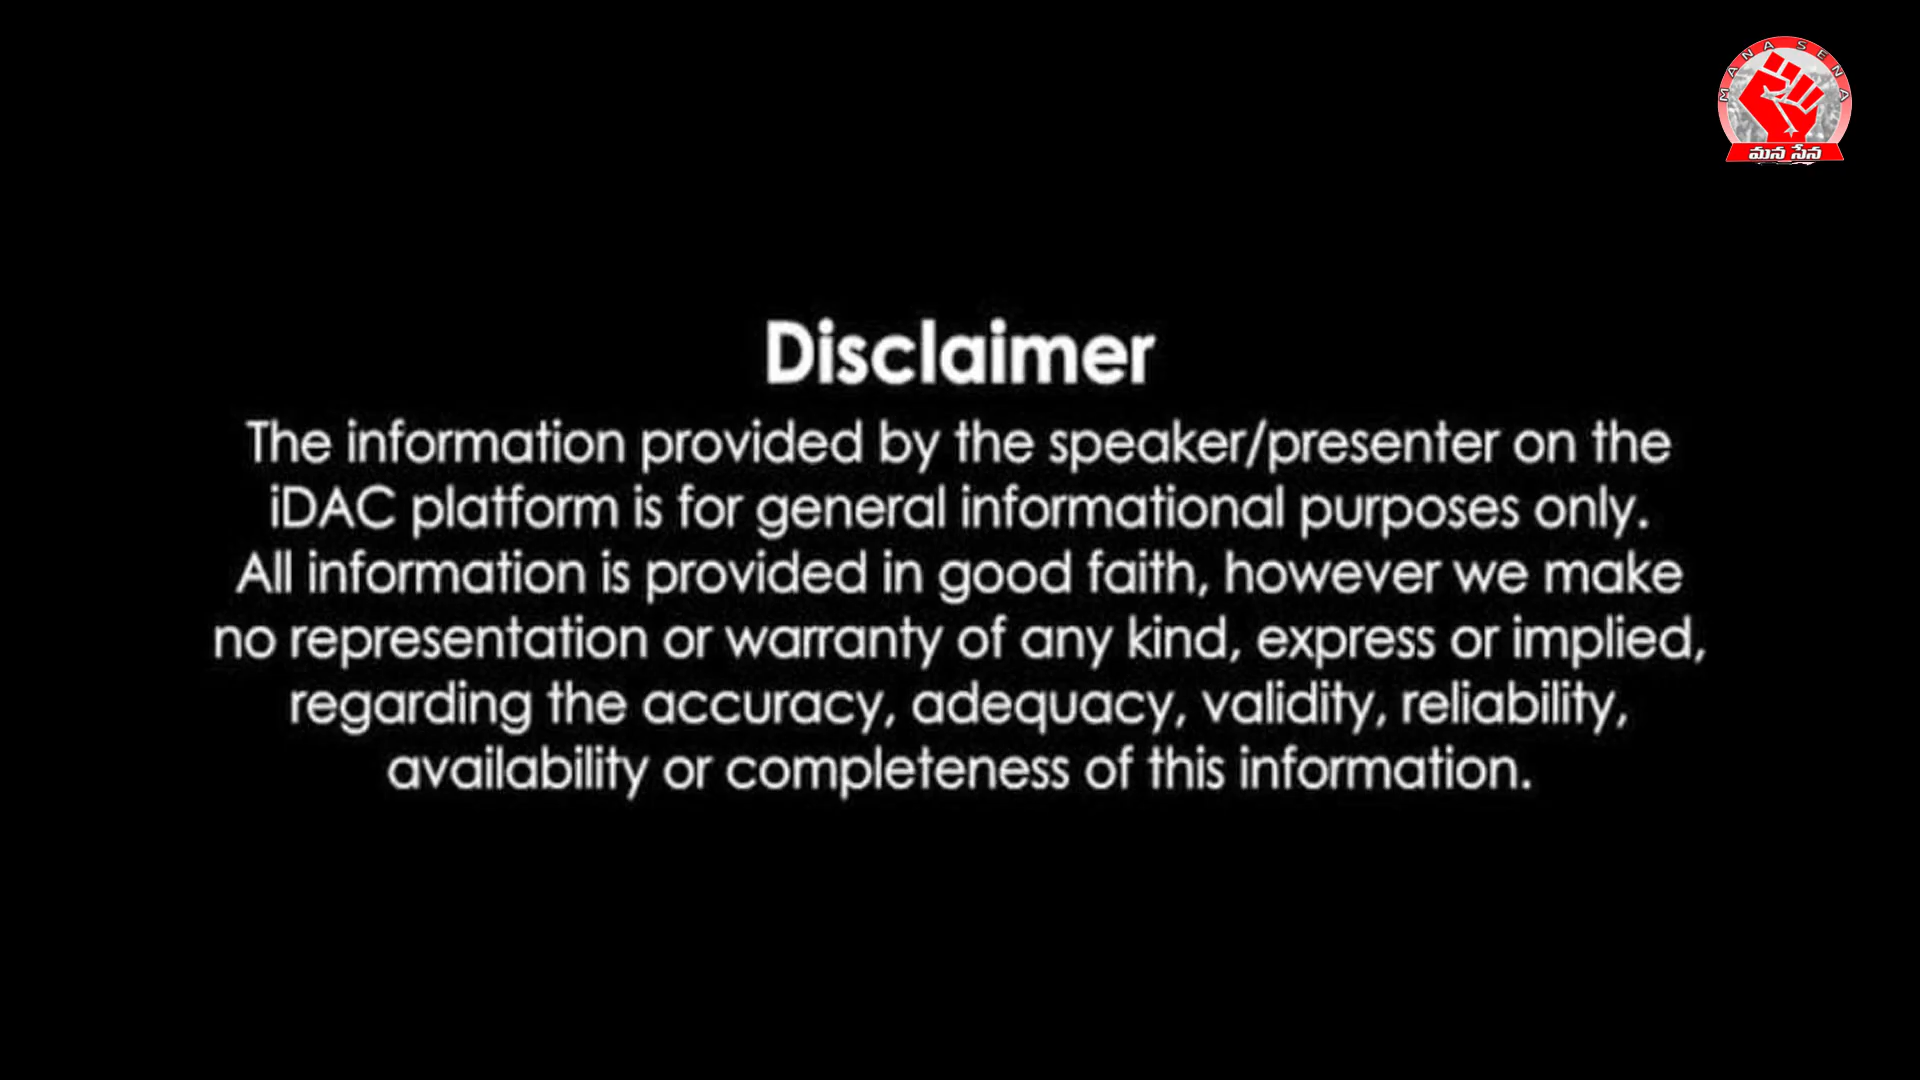 MANA SENA
మన సేన
Disclaimer
The information provided by the speaker/presenter on the
iDAC platform is for general informational purposes only.
All information is provided in good faith, however we make
no representation or warranty of any kind, express or implied,
regarding the accuracy, adequacy, validity, reliability,
availability or completeness of this information.